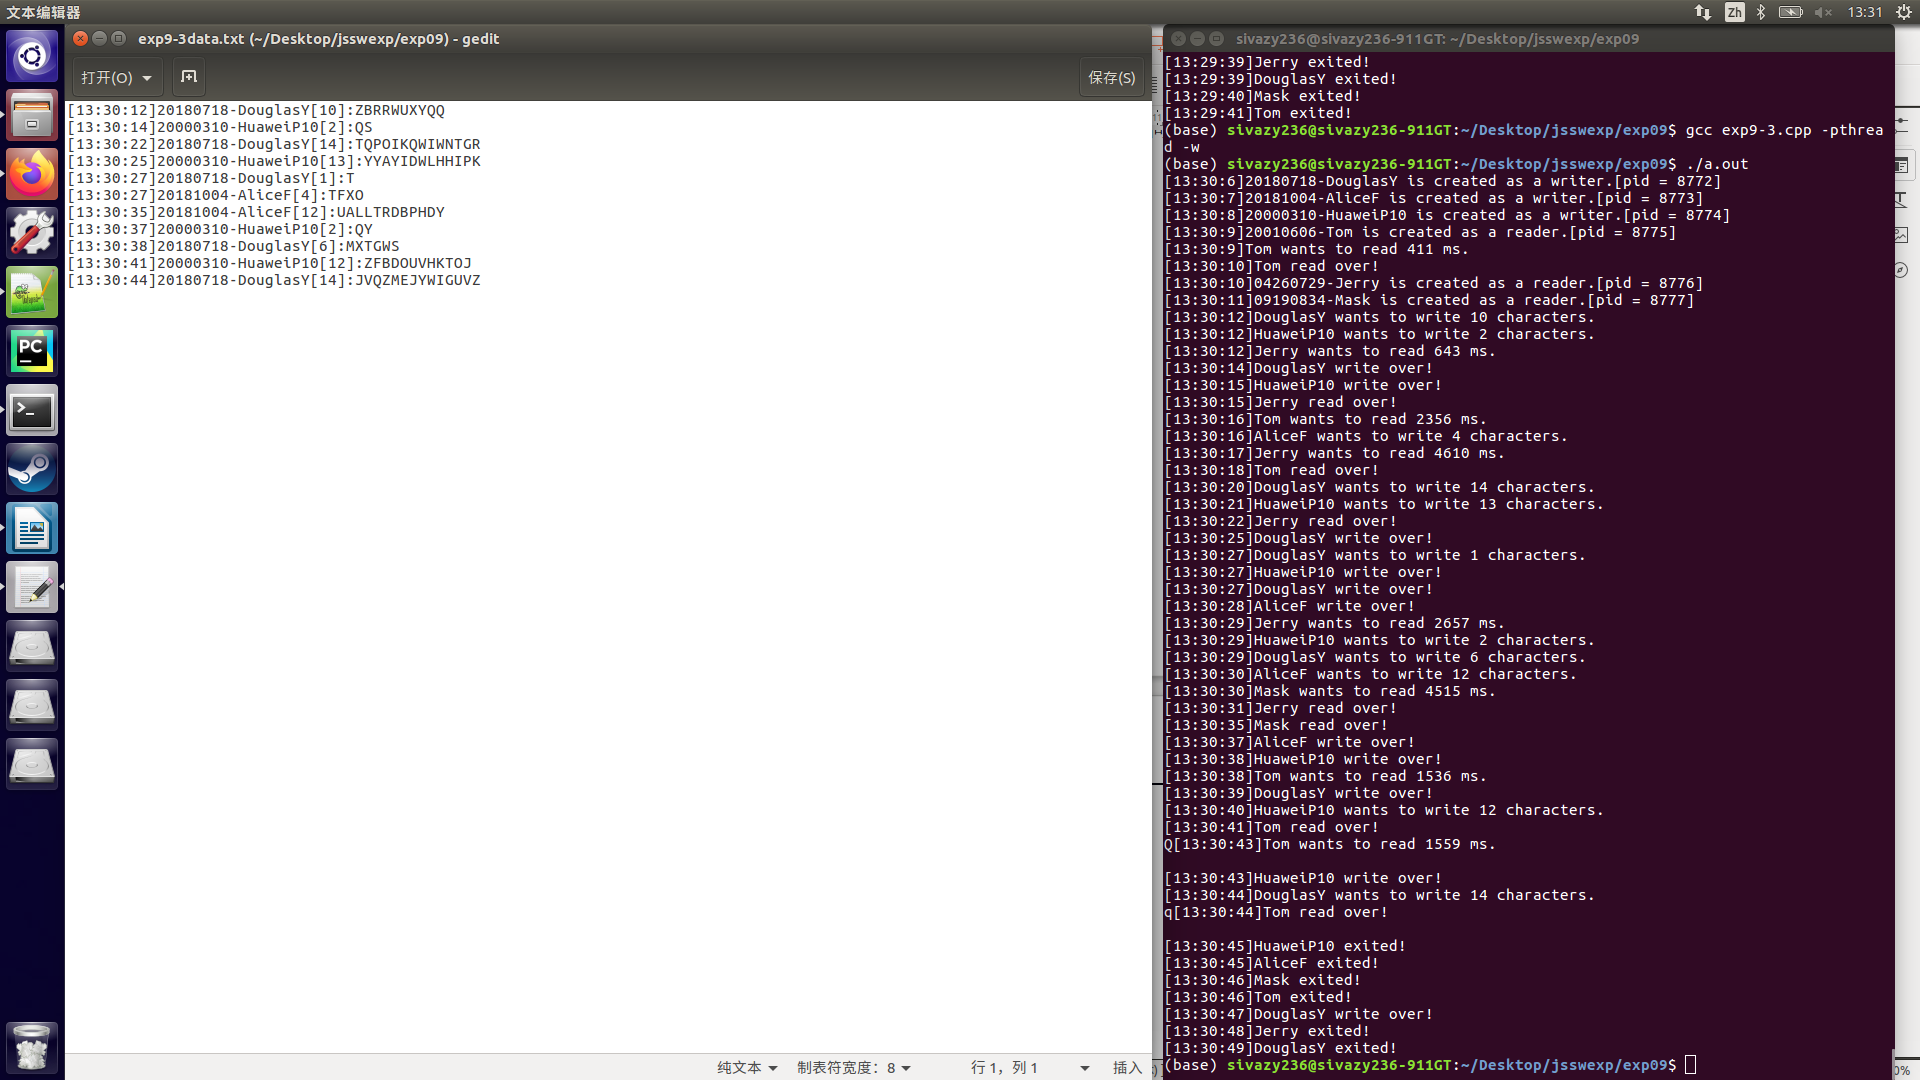 文本编辑器
Zh
13:31
exp9-3data.txt (~/Desktop/jsswexp/exp09) - gedit
打开(O)
保存(S)
[13:30:12]20180718-DouglasY[10]:ZBRRWUXYQQ
[13:30:14]20000310-HuaweiP10[2]:QS
[13:30:22]20180718-DouglasY[14]:TQPOIKQWIWNTGR
[13:30:25]20000310-HuaweiP10[13]:YYAYIDWLHHIPK
[13:30:27]20180718-DouglasY[1]:T
[13:30:27]20181004-AliceF[4]:TFXO
[13:30:35]20181004-AliceF[12]:UALLTRDBPHDY
[13:30:37]20000310-HuaweiP10[2]:QY
[13:30:38]20180718-DouglasY[6]:MXTGWS
[13:30:41]20000310-HuaweiP10[12]:ZFBDOUVHKTOJ
[13:30:44]20180718-DouglasY[14]:JVQZMEJYWIGUVZ
纯文本
制表符宽度：8
行 1，列 1
插入
PC
sivazy236@sivazy236-911GT: ~/Desktop/jsswexp/exp09
[13:29:39]Jerry exited!
[13:29:39]DouglasY exited!
[13:29:40]Mask exited!
[13:29:41]Tom exited!
(base) sivazy236@sivazy236-911GT:~/Desktop/jsswexp/exp09$ gcc exp9-3.cpp -pthrea
d -w
(base) sivazy236@sivazy236-911GT:~/Desktop/jsswexp/exp09$ ./a.out
[13:30:6]20180718-DouglasY is created as a writer.[pid = 8772]
[13:30:7]20181004-AliceF is created as a writer.[pid = 8773]
[13:30:8]20000310-HuaweiP10 is created as a writer.[pid = 8774]
[13:30:9]20010606-Tom is created as a reader.[pid = 8775]
[13:30:9]Tom wants to read 411 ms.
[13:30:10]Tom read over!
[13:30:10]04260729-Jerry is created as a reader.[pid = 8776]
[13:30:11]09190834-Mask is created as a reader.[pid = 8777]
[13:30:12]DouglasY wants to write 10 characters.
[13:30:12]HuaweiP10 wants to write 2 characters.
[13:30:12]Jerry wants to read 643 ms.
[13:30:14]DouglasY write over!
[13:30:15]HuaweiP10 write over!
[13:30:15]Jerry read over!
[13:30:16]Tom wants to read 2356 ms.
[13:30:16]AliceF wants to write 4 characters.
[13:30:17]Jerry wants to read 4610 ms.
[13:30:18]Tom read over!
[13:30:20]DouglasY wants to write 14 characters.
[13:30:21]HuaweiP10 wants to write 13 characters.
[13:30:22]Jerry read over!
[13:30:25]DouglasY write over!
[13:30:27]DouglasY wants to write 1 characters.
[13:30:27]HuaweiP10 write over!
[13:30:27]DouglasY write over!
[13:30:28]AliceF write over!
[13:30:29]Jerry wants to read 2657 ms.
[13:30:29]HuaweiP10 wants to write 2 characters.
[13:30:29]DouglasY wants to write 6 characters.
[13:30:30]AliceF wants to write 12 characters.
[13:30:30]Mask wants to read 4515 ms.
[13:30:31]Jerry read over!
[13:30:35]Mask read over!
[13:30:37]AliceF write over!
[13:30:38]HuaweiP10 write over!
[13:30:38]Tom wants to read 1536 ms.
[13:30:39]DouglasY write over!
[13:30:40]HuaweiP10 wants to write 12 characters.
[13:30:41]Tom read over!
Q[13:30:43]Tom wants to read 1559 ms.
[13:30:43]HuaweiP10 write over!
[13:30:44]DouglasY wants to write 14 characters.
q[13:30:44]Tom read over!
[13:30:45]HuaweiP10 exited!
[13:30:45]AliceF exited!
[13:30:46]Mask exited!
[13:30:46]Tom exited!
[13:30:47]DouglasY write over!
[13:30:48]Jerry exited!
[13:30:49]DouglasY exited!
(base) sivazy236@sivazy236-911GT:~/Desktop/jsswexp/exp09$
0%